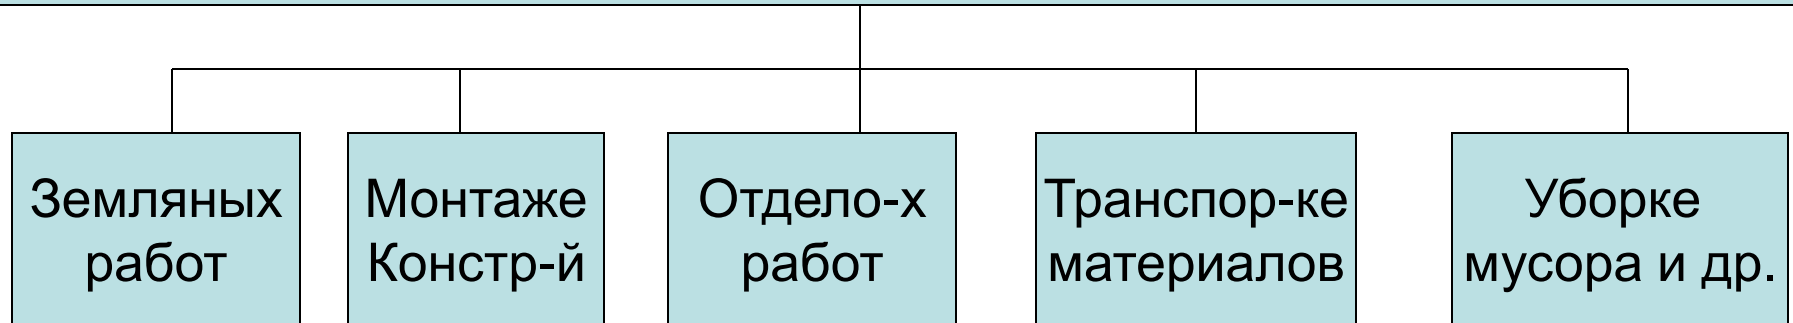 Земляных
работ
Монтаже
Констр-й
Отдело-х
работ
Транспор-ке
материалов
Уборке
мусора и др.